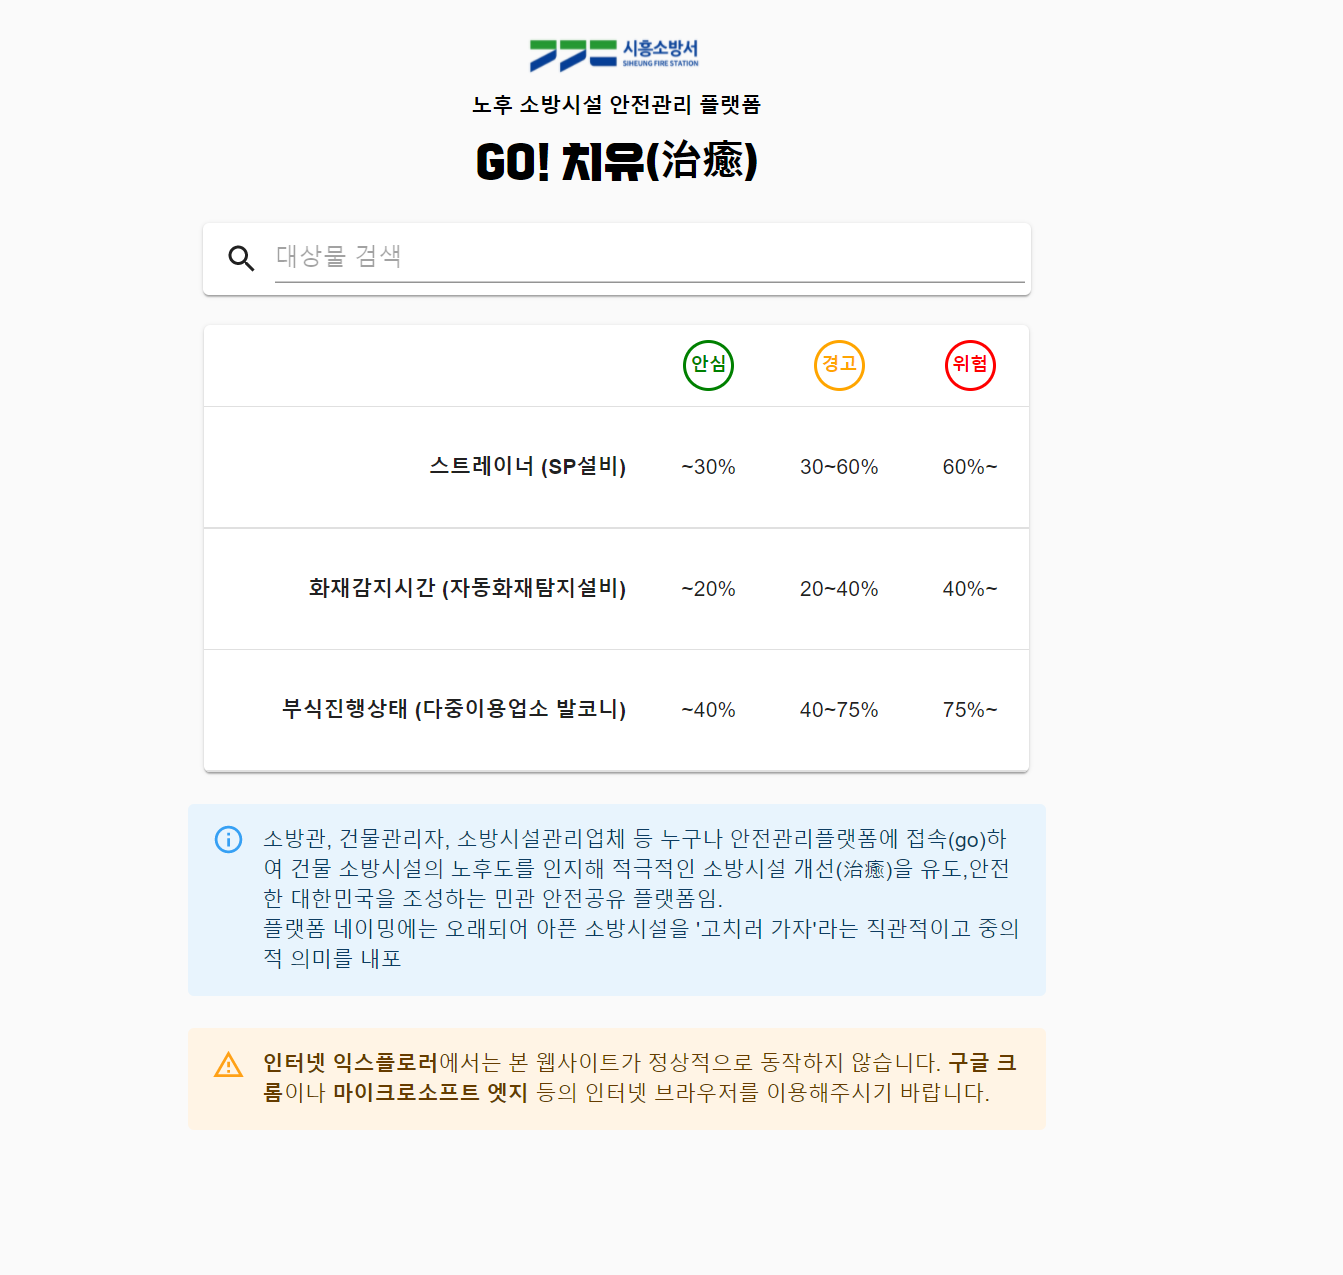 시흥소방서
SIHEUNG FIRE STATION
노후 소방시설 안전관리 플랫폼
GO! 치유(治癒)
대상물 검색
안심 경고 위험
스트레이너 (SP설비) ~30% 30~60% 60%~
화재감지시간 (자동화재탐지설비) ~20% 20~40% 40%~
부식진행상태 (다중이용업소 발코니) ~40% 40~75% 75%~
소방관, 건물관리자, 소방시설관리업체 등 누구나 안전관리플랫폼에 접속(go)하
여 건물 소방시설의 노후도를 인지해 적극적인 소방시설 개선(治癒)을 유도,안전
한 대한민국을 조성하는 민관 안전공유 플랫폼임.
플랫폼 네이밍에는 오래되어 아픈 소방시설을 '고치러 가자'라는 직관적이고 중의
적 의미를 내포
인터넷 익스플로러에서는 본 웹사이트가 정상적으로 동작하지 않습니다. 구글 크
롬이나 마이크로소프트 엣지 등의 인터넷 브라우저를 이용해주시기 바랍니다.